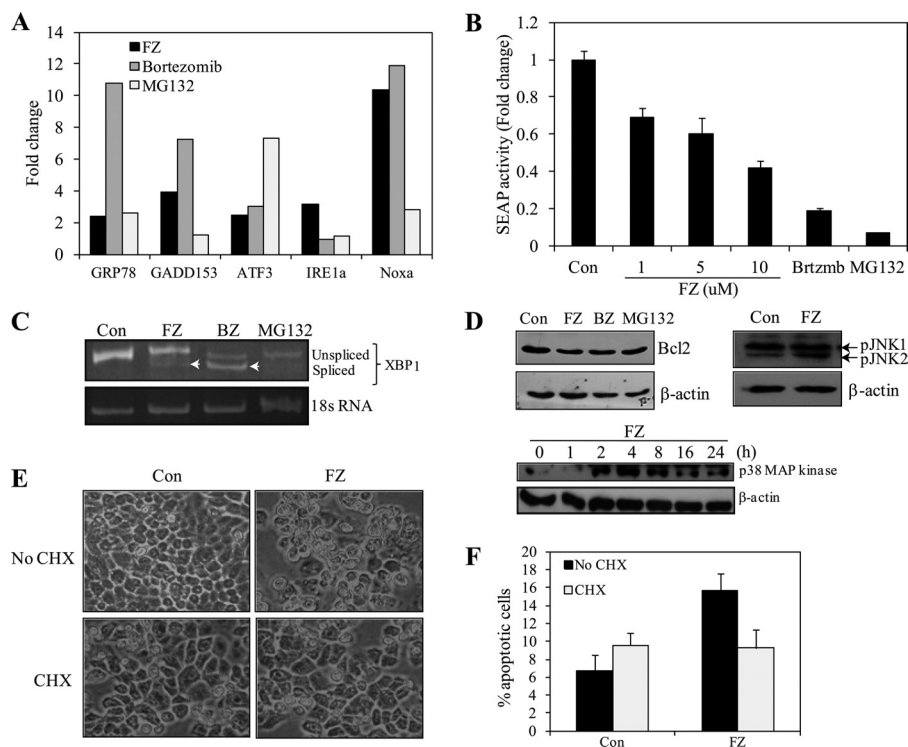 A
14
12
10
8
6
4
2
0
Fold change
FZ
Bortezomib
MG132
GRP78 GADD153 ATF3 IRE1a Noxa
B
1.2
1
0.8
0.6
0.4
0.2
0
SEAP activity (Fold change)
Con 1 5 10 Brtzmb MG132
FZ (uM)
C
Con FZ BZ MG132
Unspliced
Spliced
XBP1
18s RNA
D
Con FZ BZ MG132
Bcl2
β-actin
Con FZ
pJNK1
pJNK2
β-actin
FZ
0 1 2 4 8 16 24 (h)
p38 MAP kinase
β-actin
E
Con FZ
No CHX
CHX
F
20
18
16
14
12
10
8
6
4
2
0
% apoptotic cells
No CHX
CHX
Con FZ